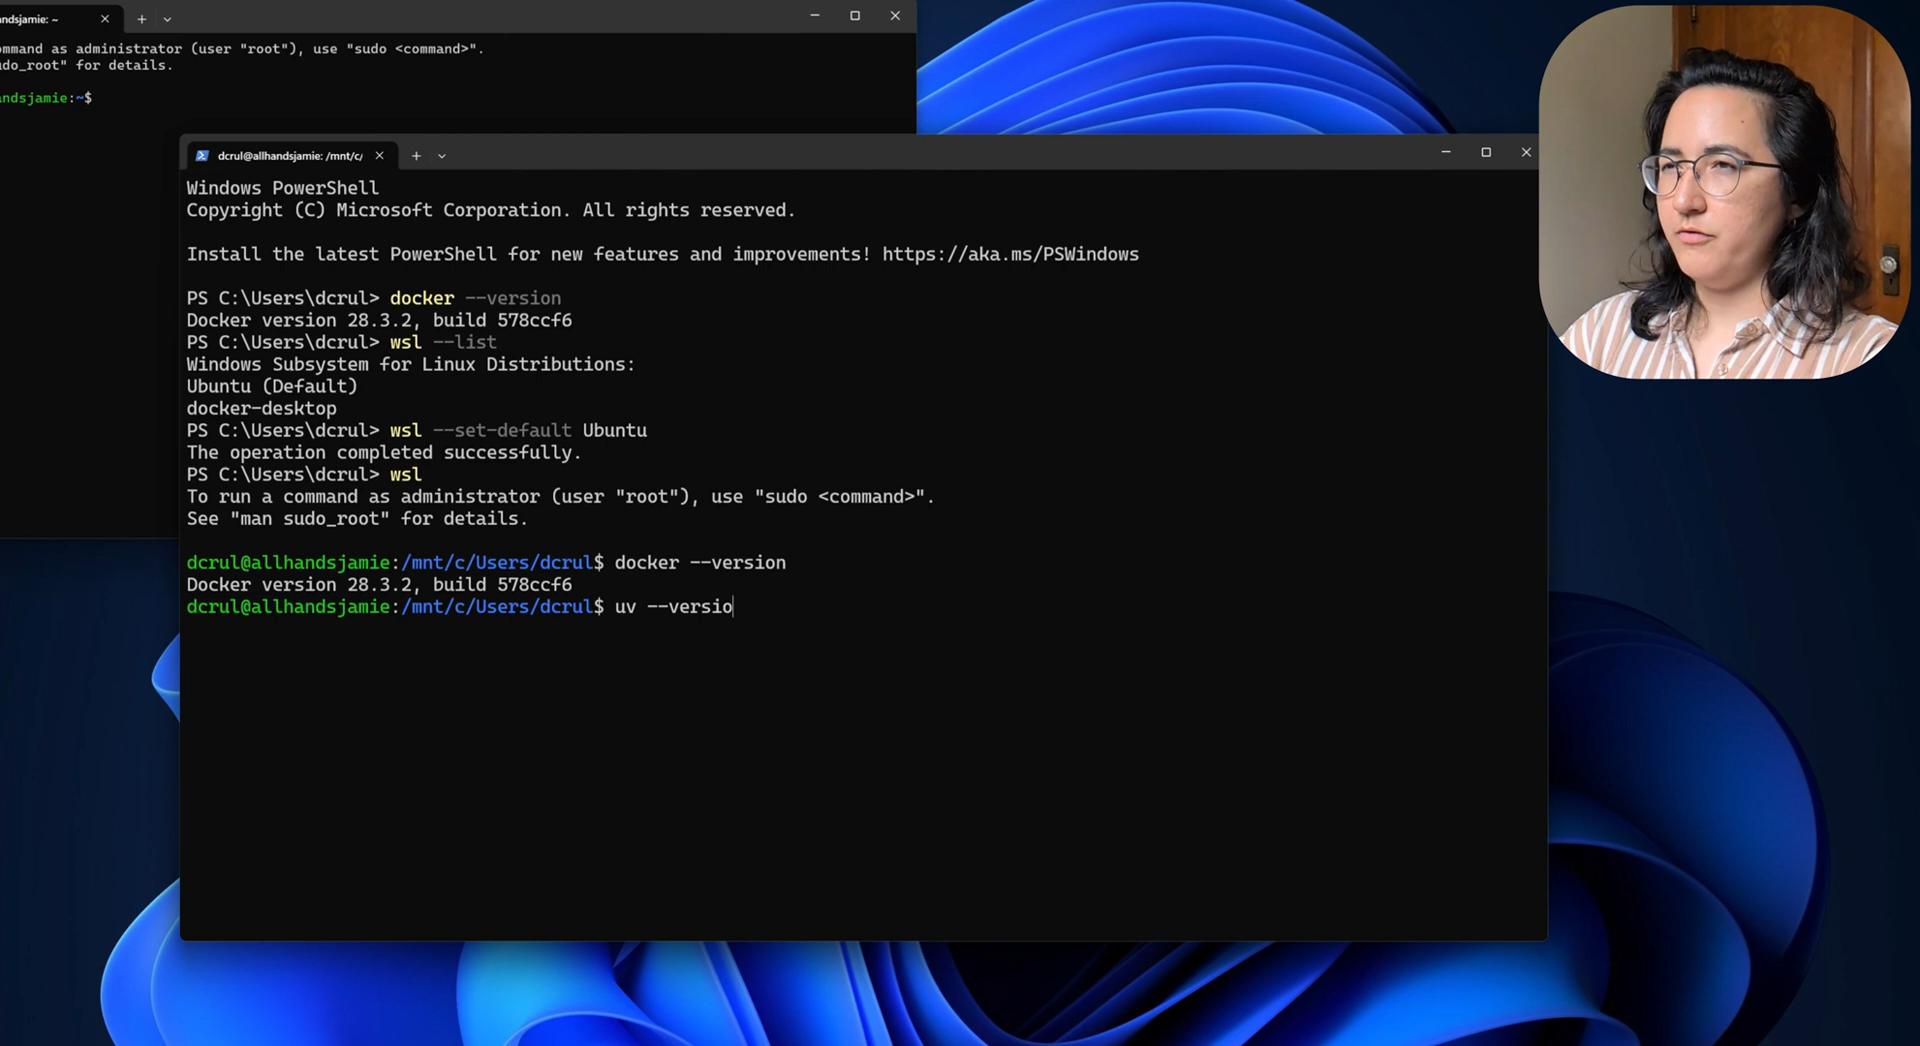 andsjamie: ~
ommand as administrator (user "root"), use "sudo <command>".
udo_root" for details.
andsjamie:~$
dcrul@allhandsjamie: /mnt/c/
Windows PowerShell
Copyright (C) Microsoft Corporation. All rights reserved.
Install the latest PowerShell for new features and improvements! https://aka.ms/PSWindows
PS C:\Users\dcrul> docker --version
Docker version 28.3.2, build 578ccf6
PS C:\Users\dcrul> wsl --list
Windows Subsystem for Linux Distributions:
Ubuntu (Default)
docker-desktop
PS C:\Users\dcrul> wsl --set-default Ubuntu
The operation completed successfully.
PS C:\Users\dcrul> wsl
To run a command as administrator (user "root"), use "sudo <command>".
See "man sudo_root" for details.
dcrul@allhandsjamie:/mnt/c/Users/dcrul$ docker --version
Docker version 28.3.2, build 578ccf6
dcrul@allhandsjamie:/mnt/c/Users/dcrul$ uv --versio